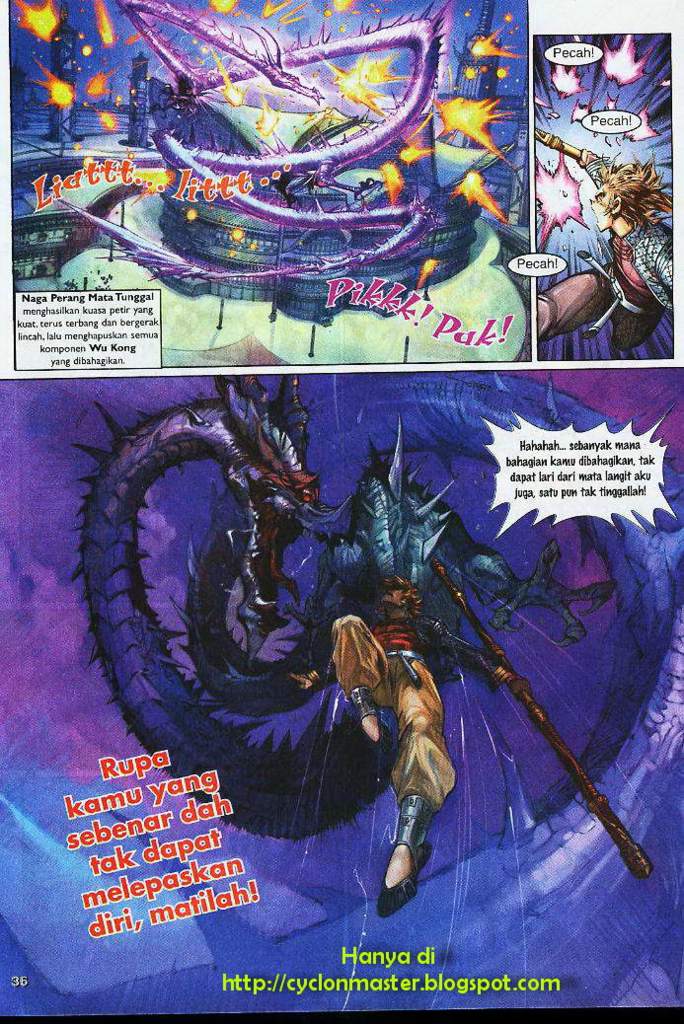 Liattt... littt...
Pikkk! Pak!
Naga Perang Mata Tunggal
menghasilkan kuasa petir yang
kuat, terus terbang dan bergerak
lincah, lalu menghapuskan semua
komponen Wu Kong
yang dibahagikan.
Pecah!
Pecah!
Pecah!
Hahahah... sebanyak mana
bahagian kamu dibahagikan, tak
dapat lari dari mata langit aku
juga, satu pun tak tinggallah!
Rupa
kamu yang
sebenar dah
tak dapat
melepaskan
diri, matilah!
36
Hanya di
http://cyclonmaster.blogspot.com